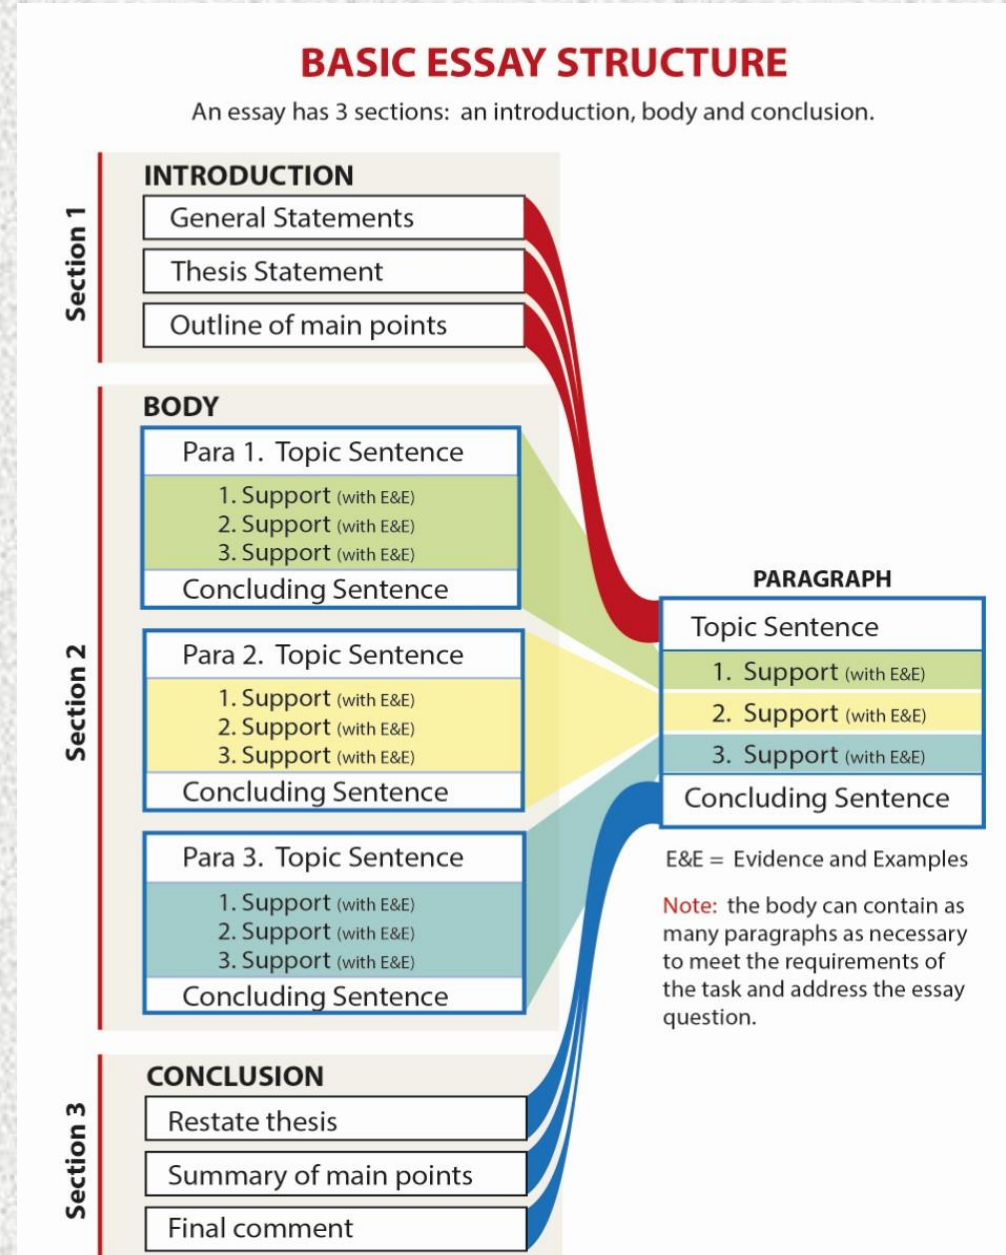 BASIC ESSAY STRUCTURE
An essay has 3 sections: an introduction, body and conclusion.
Section 1
INTRODUCTION
General Statements
Thesis Statement
Outline of main points
Section 2
BODY
Para 1. Topic Sentence
1. Support (with E&E)
2. Support (with E&E)
3. Support (with E&E)
Concluding Sentence
Para 2. Topic Sentence
1. Support (with E&E)
2. Support (with E&E)
3. Support (with E&E)
Concluding Sentence
Para 3. Topic Sentence
1. Support (with E&E)
2. Support (with E&E)
3. Support (with E&E)
Concluding Sentence
PARAGRAPH
Topic Sentence
1. Support (with E&E)
2. Support (with E&E)
3. Support (with E&E)
Concluding Sentence
E&E = Evidence and Examples
Note: the body can contain as
many paragraphs as necessary
to meet the requirements of
the task and address the essay
question.
Section 3
CONCLUSION
Restate thesis
Summary of main points
Final comment